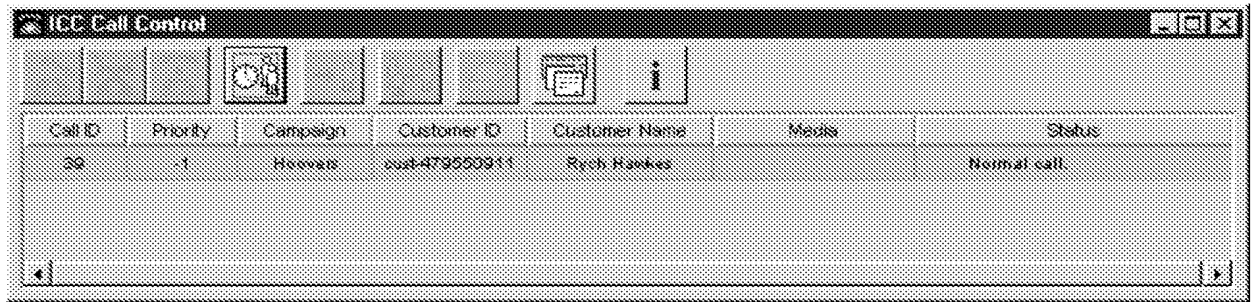 ICC Call Control
Call ID Priority Campaign Customer ID Customer Name Media Status
39 -1 Hoovers cust-479550911 Rych Hawkes Normal call.